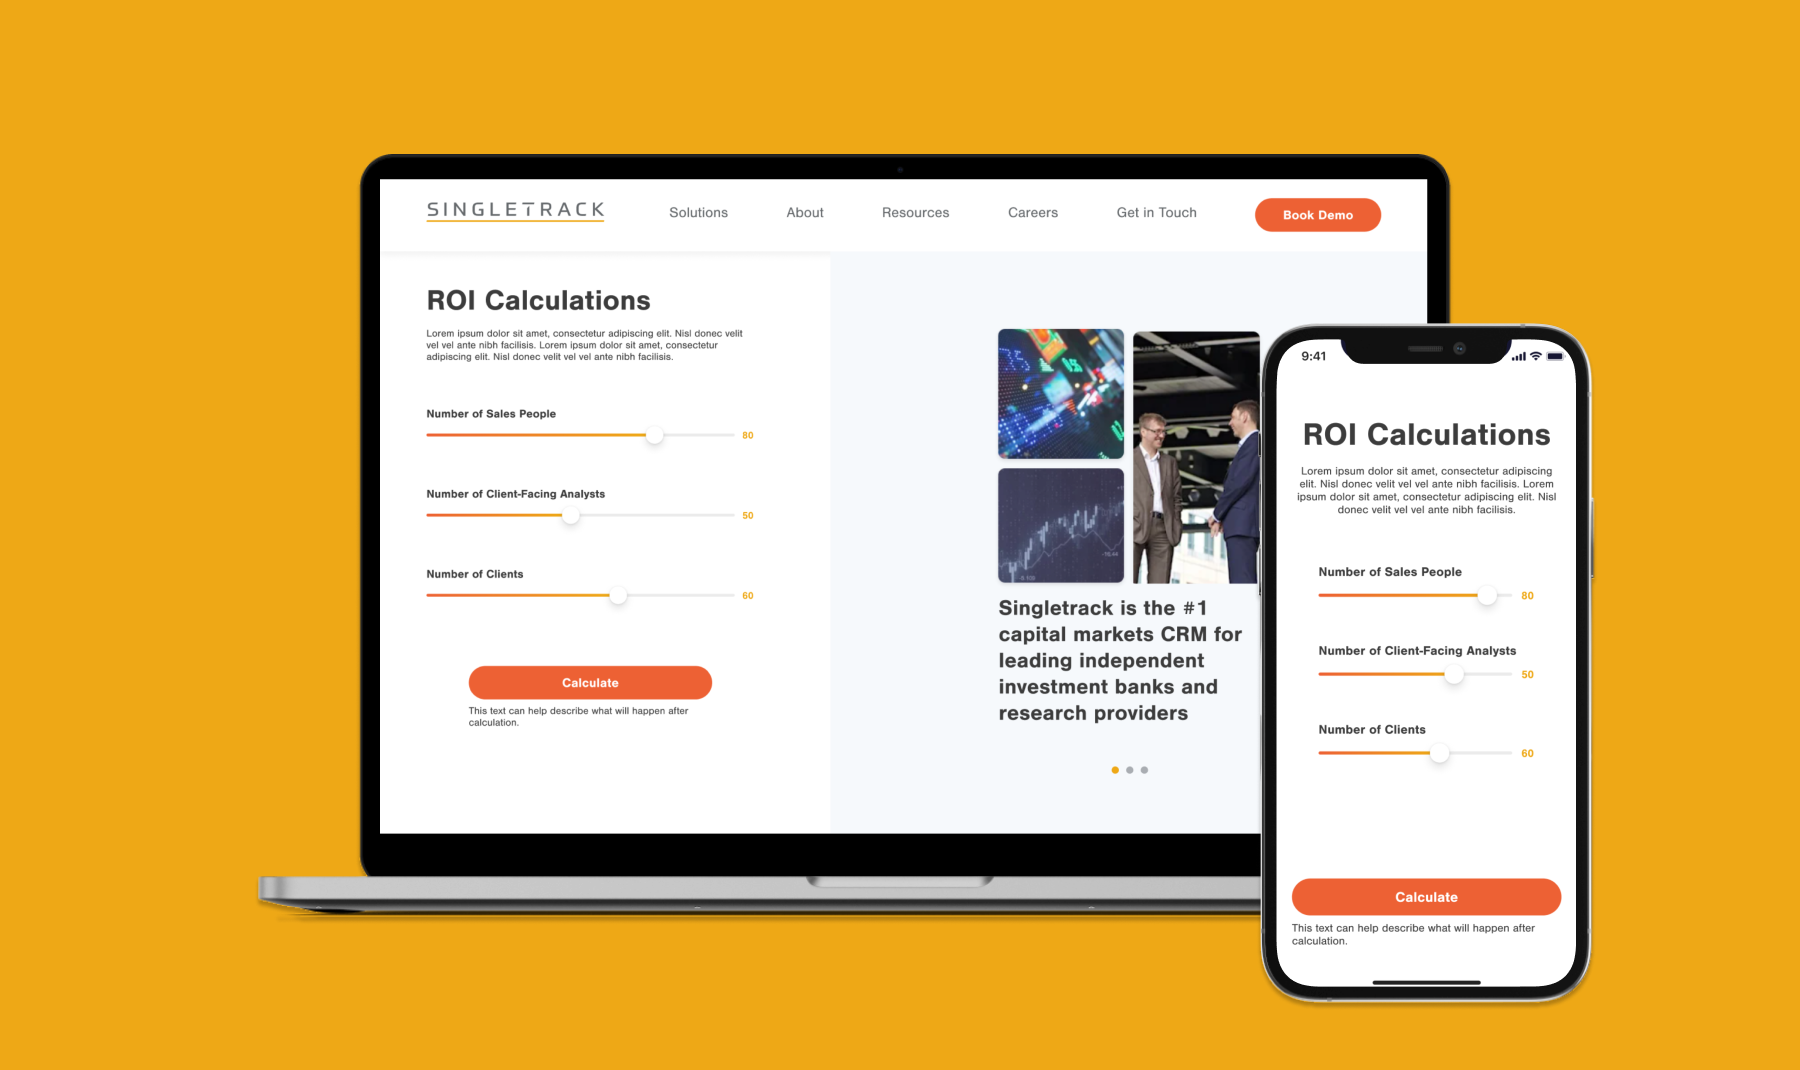 SINGLETRACK
Solutions
About
Resources
Careers
Get in Touch
Book Demo
ROI Calculations
Lorem ipsum dolor sit amet, consectetur adipiscing elit. Nisl donec velit
vel vel ante nibh facilisis. Lorem ipsum dolor sit amet, consectetur
adipiscing elit. Nisl donec velit vel vel ante nibh facilisis.
Number of Sales People
80
Number of Client-Facing Analysts
50
Number of Clients
60
Calculate
This text can help describe what will happen after
calculation.
Singletrack is the #1
capital markets CRM for
leading independent
investment banks and
research providers
9:41
ROI Calculations
Lorem ipsum dolor sit amet, consectetur adipiscing
elit. Nisl donec velit vel vel ante nibh facilisis. Lorem
ipsum dolor sit amet, consectetur adipiscing elit. Nisl
donec velit vel vel ante nibh facilisis.
Number of Sales People
80
Number of Client-Facing Analysts
50
Number of Clients
60
Calculate
This text can help describe what will happen after
calculation.